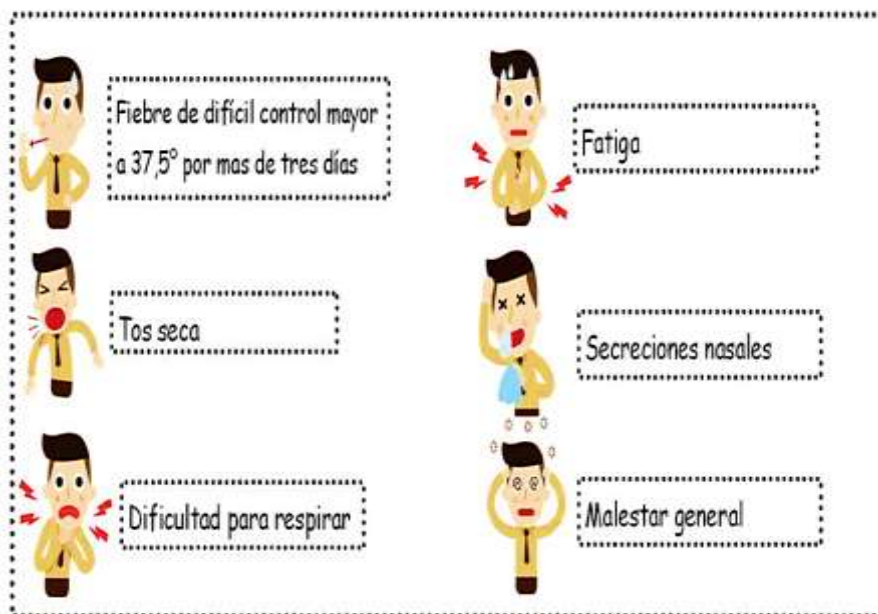 Fiebre de difícil control mayor
a 37,5° por mas de tres días
Fatiga
Tos seca
Secreciones nasales
Dificultad para respirar
Malestar general